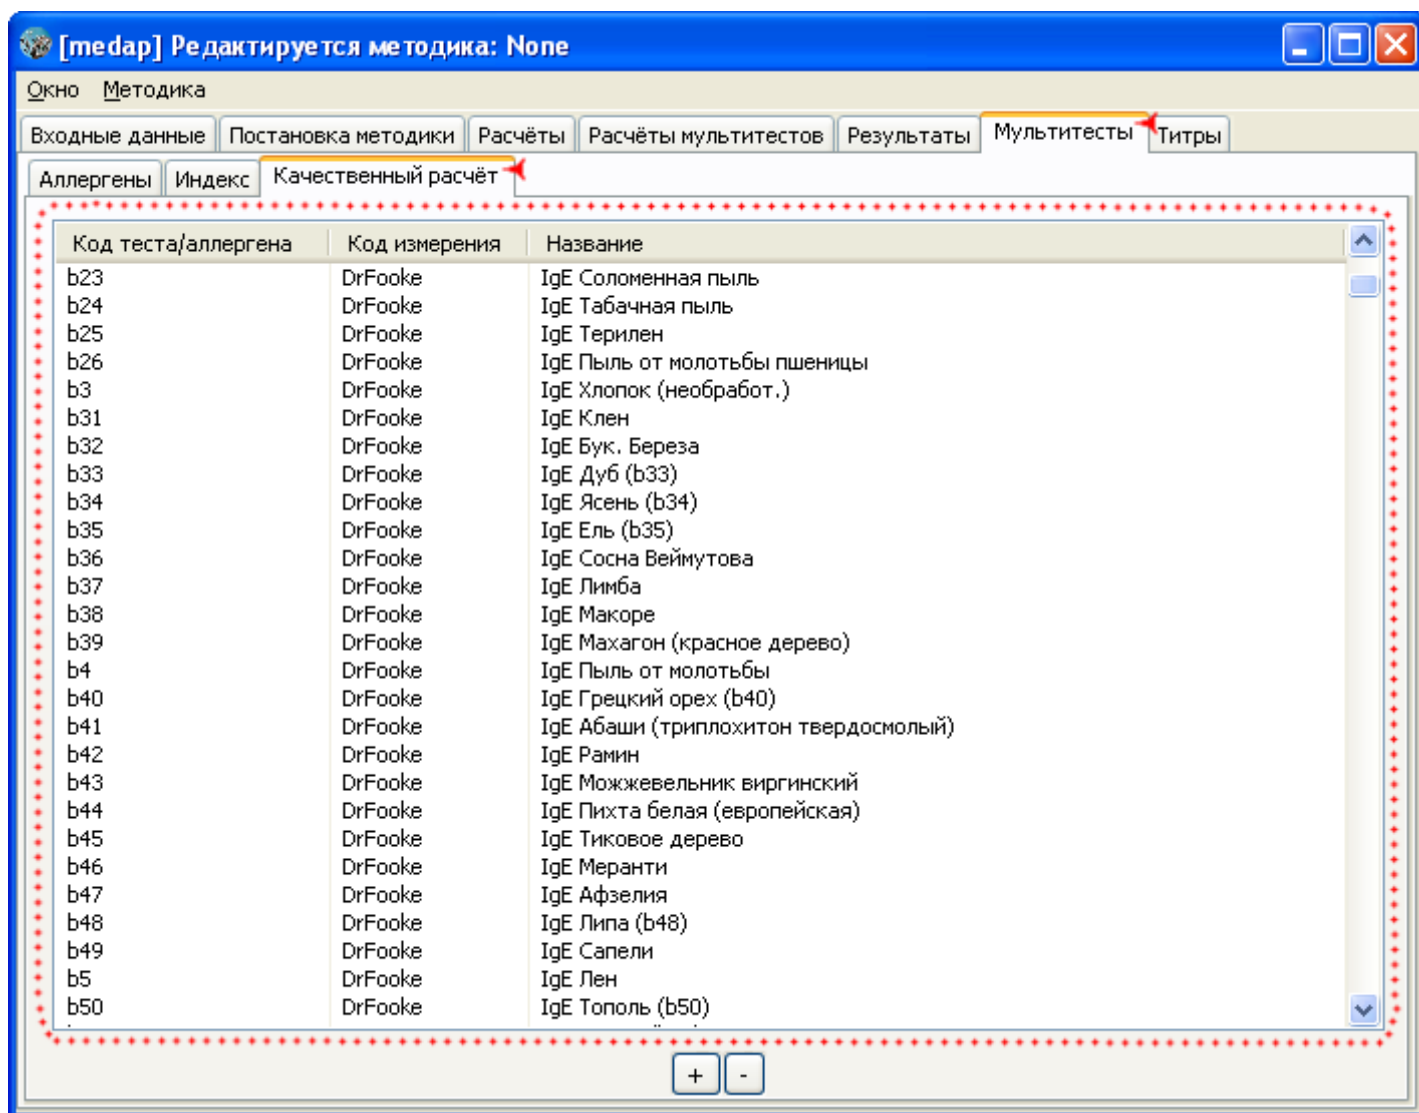 [medap] Редактируется методика: None
Окно Методика
Входные данные Постановка методики Расчёты Расчёты мультитестов Результаты Мультитесты Титры
Аллергены Индекс Качественный расчёт
Код теста/аллергена Код измерения Название
b23 DrFooke IgE Соломенная пыль
b24 DrFooke IgE Табачная пыль
b25 DrFooke IgE Терилен
b26 DrFooke IgE Пыль от молотьбы пшеницы
b3 DrFooke IgE Хлопок (необработ.)
b31 DrFooke IgE Клен
b32 DrFooke IgE Бук. Береза
b33 DrFooke IgE Дуб (b33)
b34 DrFooke IgE Ясень (b34)
b35 DrFooke IgE Ель (b35)
b36 DrFooke IgE Сосна Веймутова
b37 DrFooke IgE Лимба
b38 DrFooke IgE Макоре
b39 DrFooke IgE Махагон (красное дерево)
b4 DrFooke IgE Пыль от молотьбы
b40 DrFooke IgE Грецкий орех (b40)
b41 DrFooke IgE Абаши (триплохитон твердосмолый)
b42 DrFooke IgE Рамин
b43 DrFooke IgE Можжевельник виргинский
b44 DrFooke IgE Пихта белая (европейская)
b45 DrFooke IgE Тиковое дерево
b46 DrFooke IgE Меранти
b47 DrFooke IgE Афзелия
b48 DrFooke IgE Липа (b48)
b49 DrFooke IgE Сапели
b5 DrFooke IgE Лен
b50 DrFooke IgE Тополь (b50)
+ -